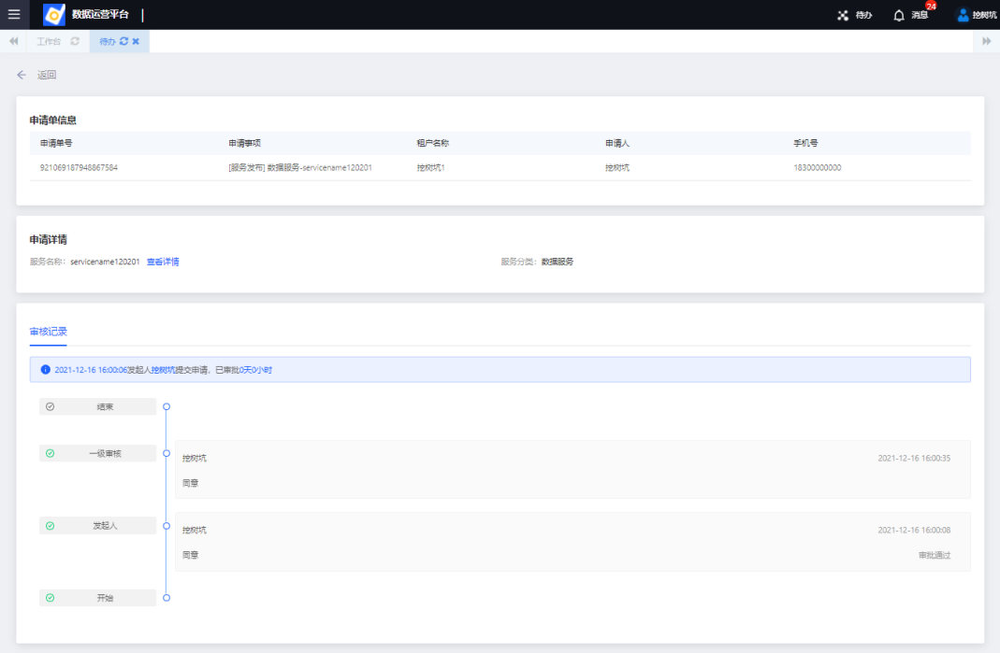 数据运营平台
待办
消息
24
挖树坑
工作台
待办
返回
申请单信息
申请单号 申请事项 租户名称 申请人 手机号
921069187948867584 [服务发布] 数据服务-servicename120201 挖树坑1 挖树坑 18300000000
申请详情
服务名称: servicename120201 查看详情 服务分类: 数据服务
审核记录
2021-12-16 16:00:06发起人挖树坑提交申请, 已审批0天0小时
结束
一级审核
挖树坑 2021-12-16 16:00:35
同意
发起人
挖树坑 2021-12-16 16:00:08
同意 审批通过
开始